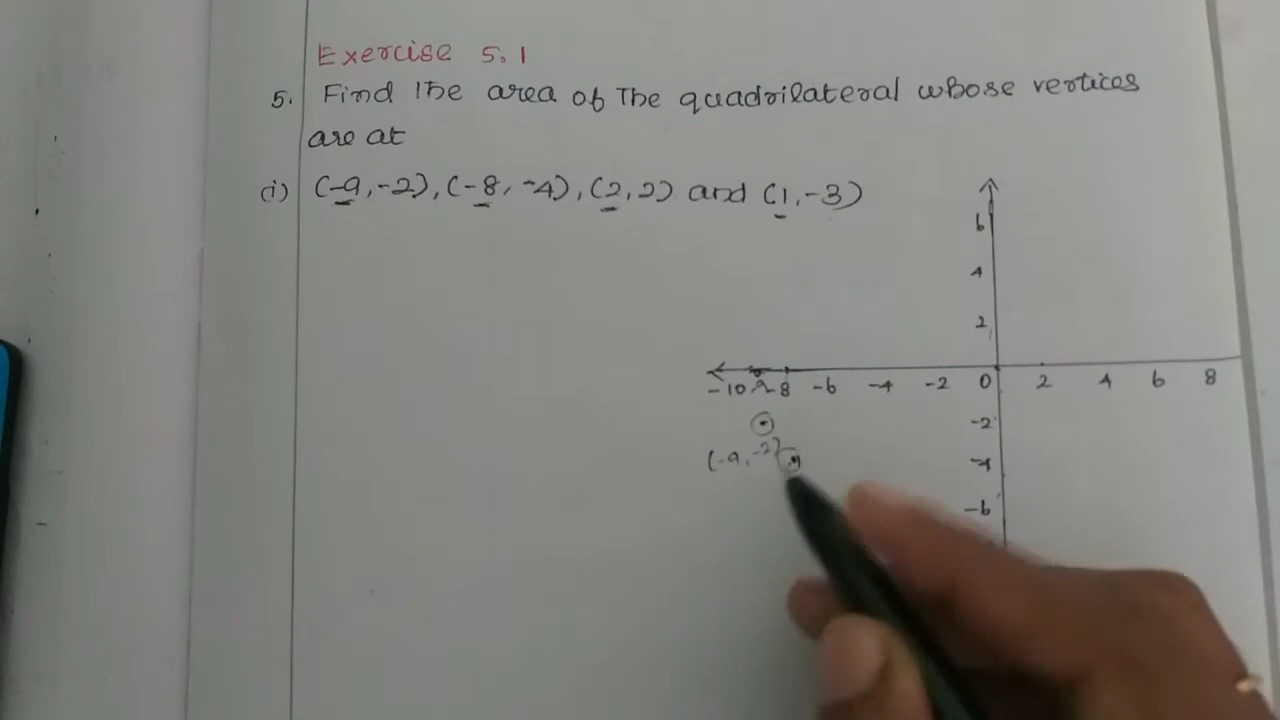 Exercise 5.1
5. Find the area of the quadrilateral whose vertices
are at
(i) (-9,-2), (-8,-4), (2,2) and (1,-3)
6
4
2
-10 -9 -8 -6 -4 -2 0 2 4 6 8
-2
(-9,-2)
-4
-6